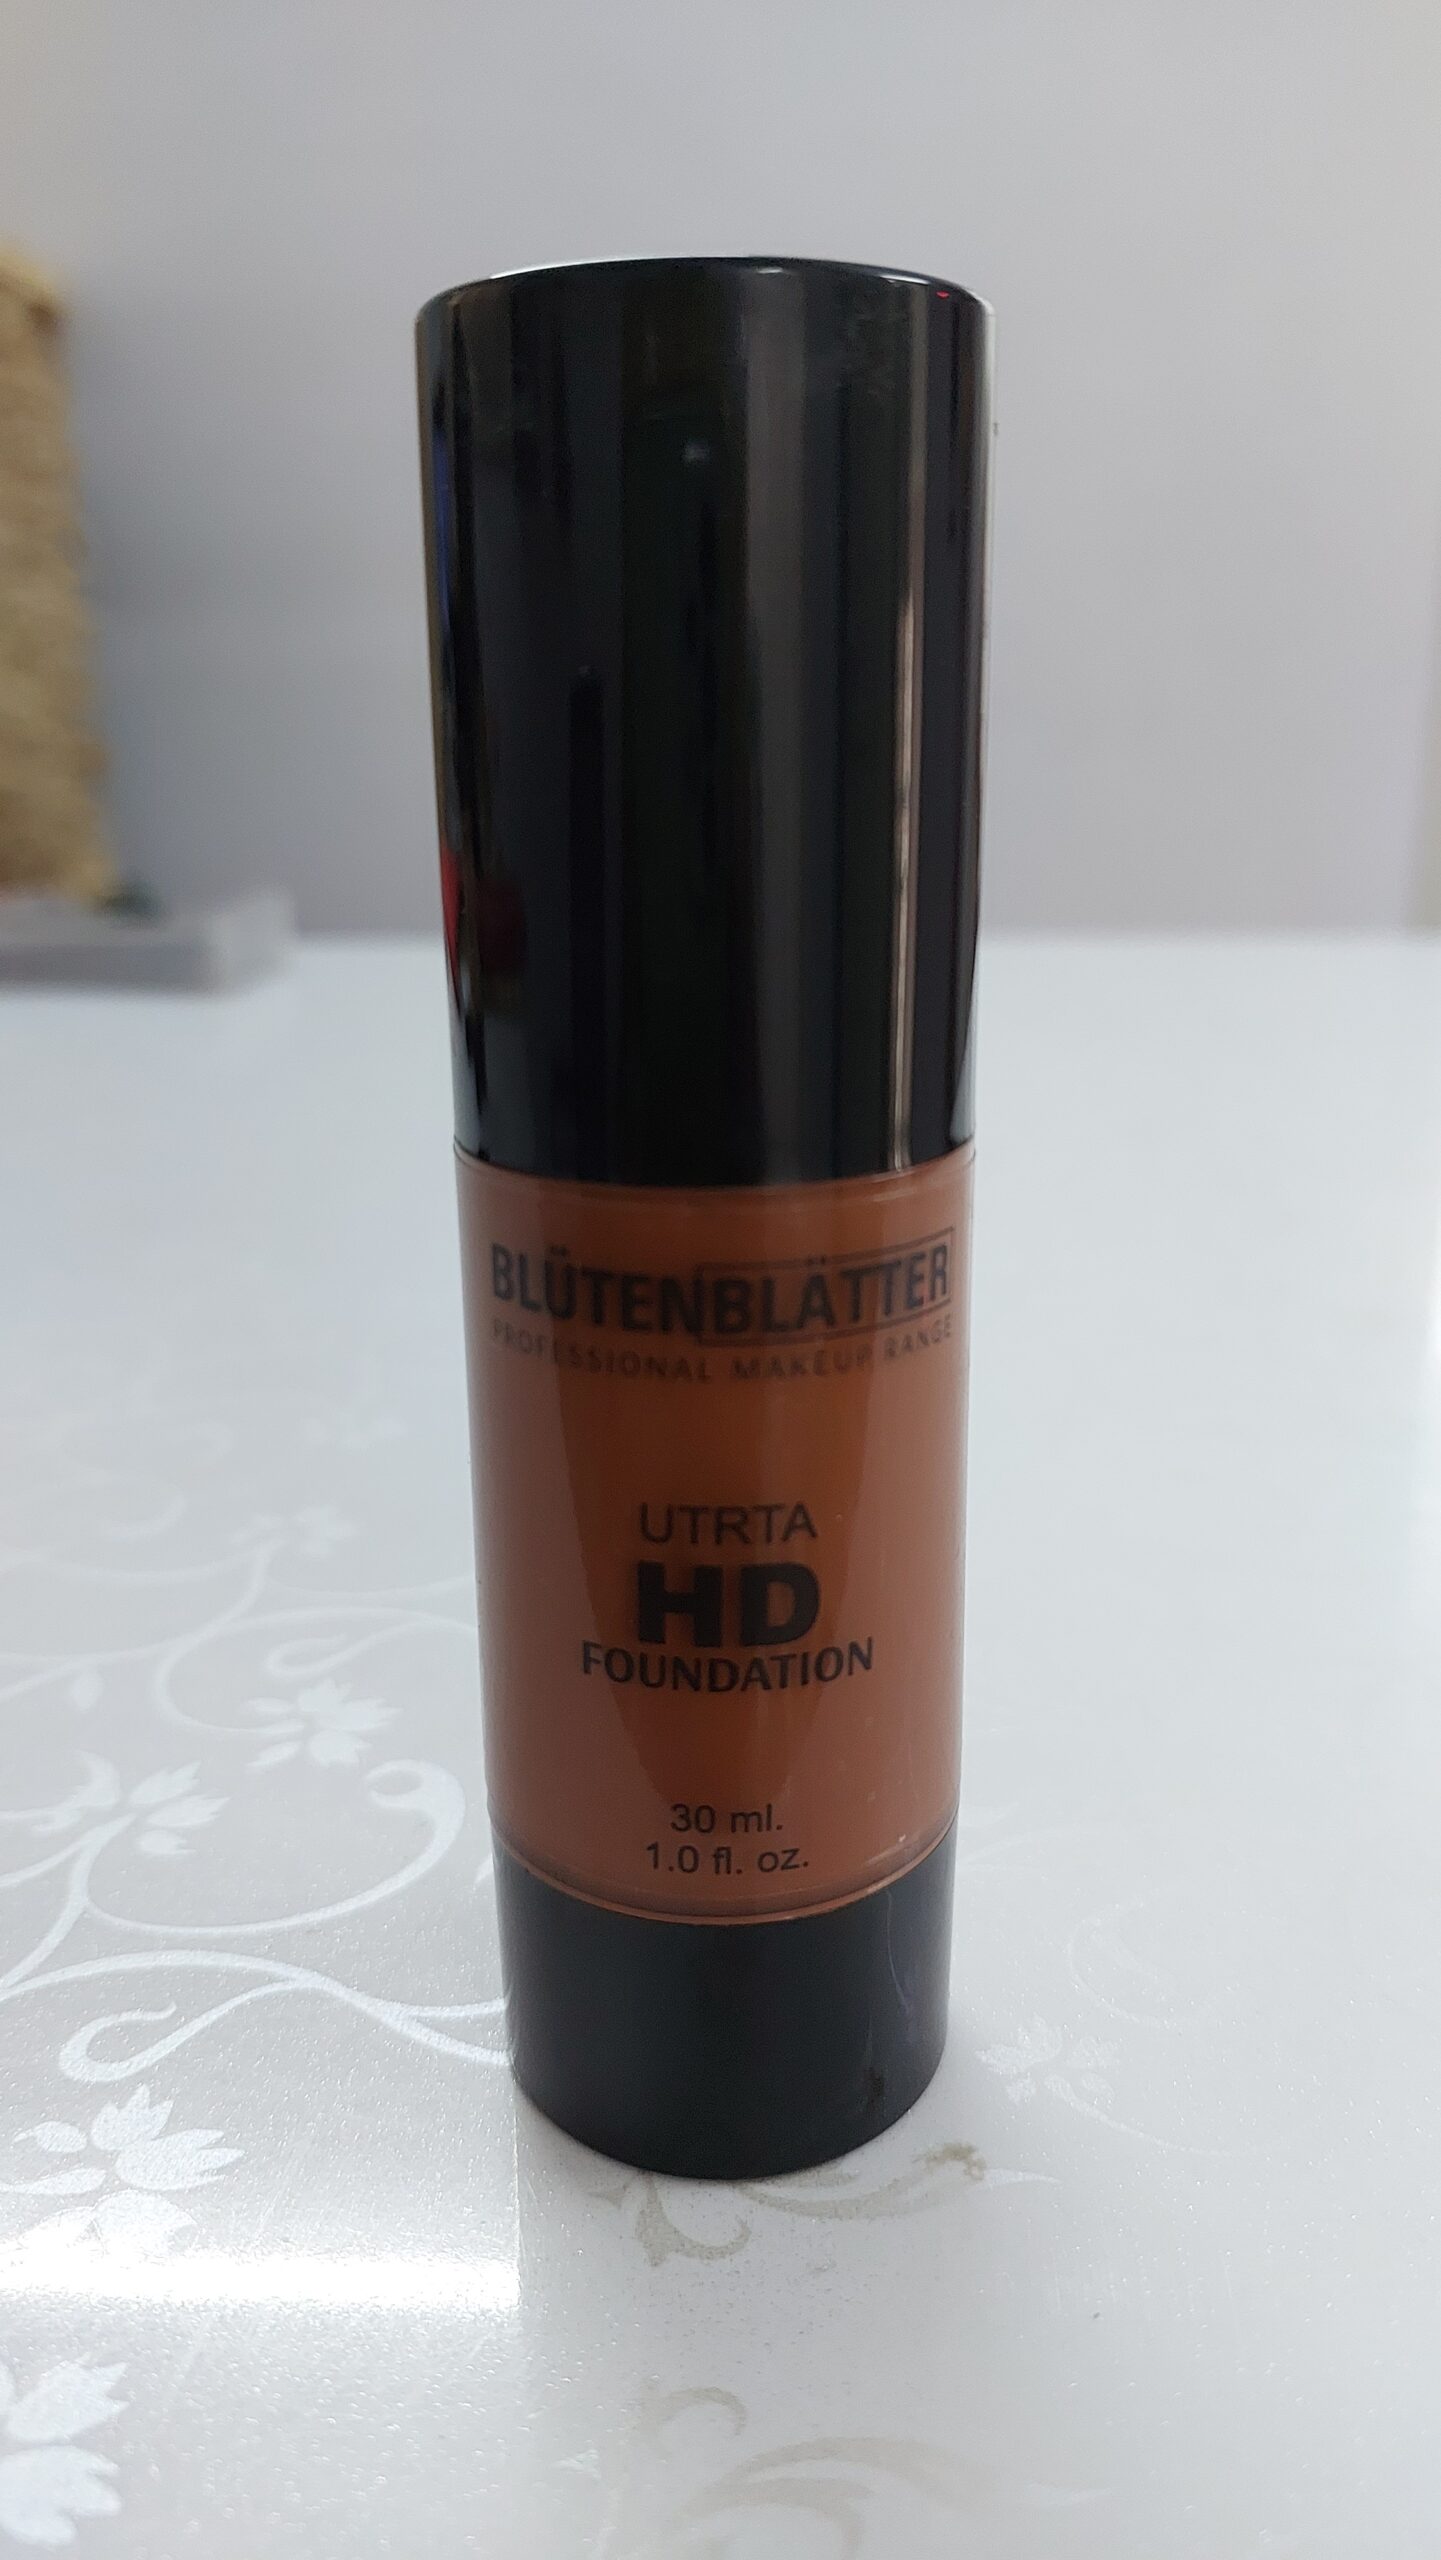 BLÜTENBLÄTTER
PROFESSIONAL MAKEUP RANGE
UTRTA
HD
FOUNDATION
30 ml.
1.0 fl. oz.